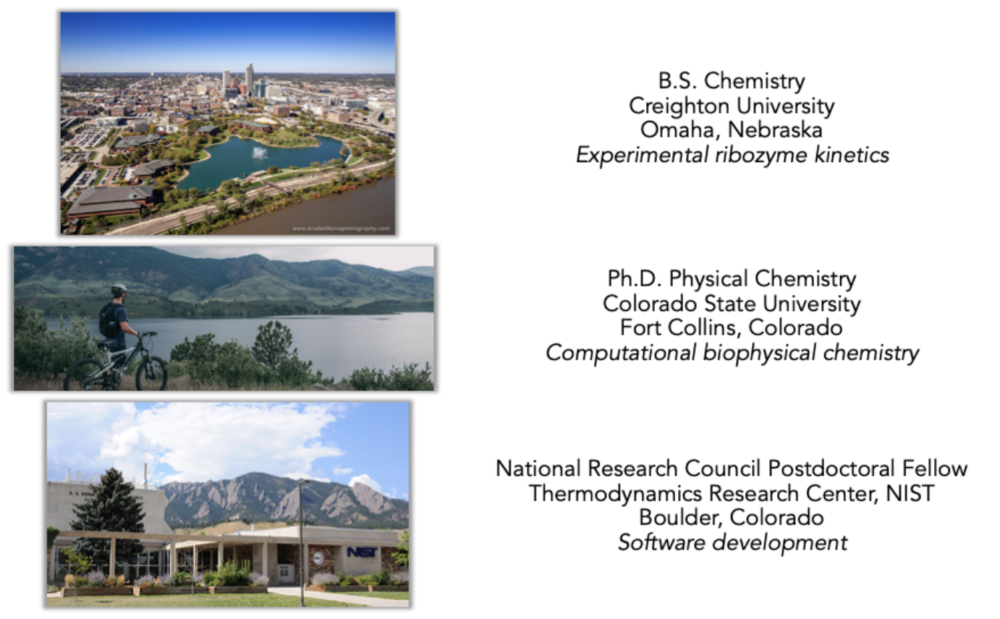 www.bradwilliamsphotography.com
B.S. Chemistry
Creighton University
Omaha, Nebraska
Experimental ribozyme kinetics
Ph.D. Physical Chemistry
Colorado State University
Fort Collins, Colorado
Computational biophysical chemistry
NIST
National Research Council Postdoctoral Fellow
Thermodynamics Research Center, NIST
Boulder, Colorado
Software development